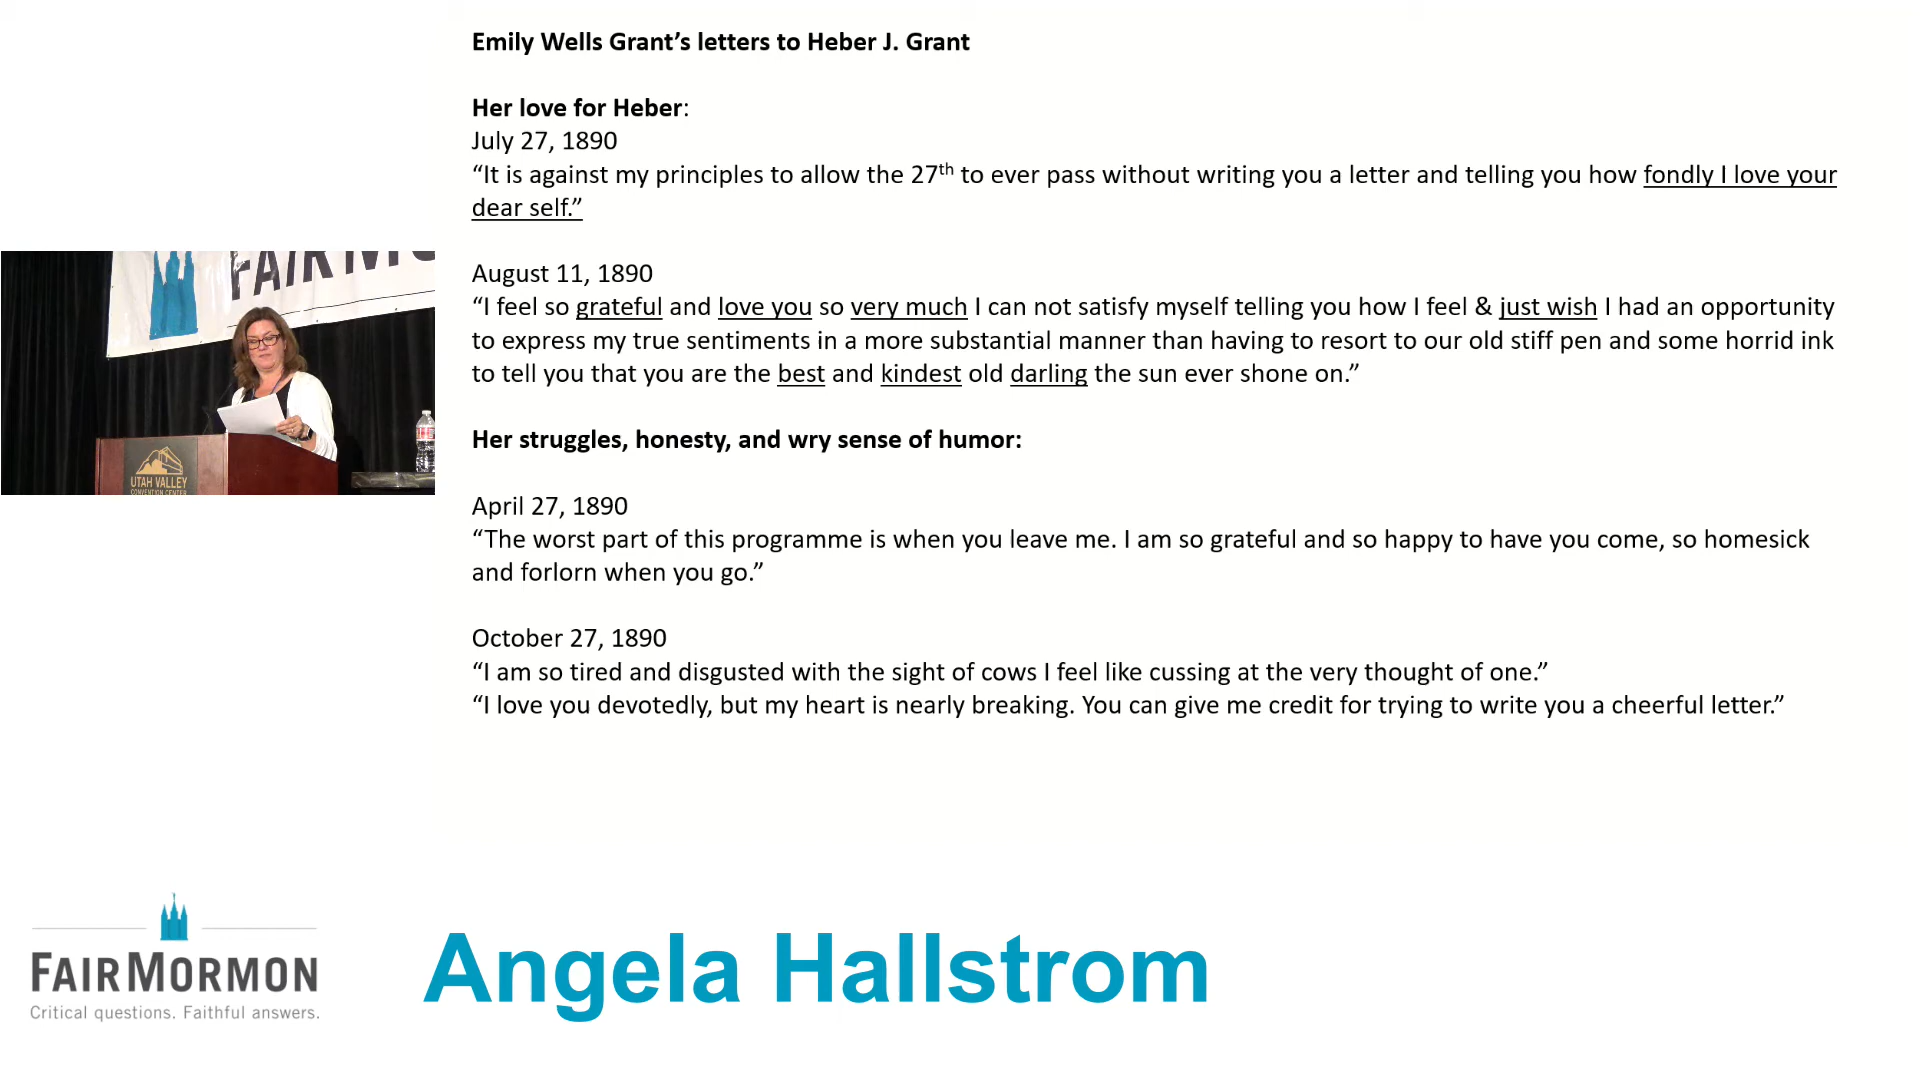 Emily Wells Grant’s letters to Heber J. Grant
Her love for Heber:
July 27, 1890
“It is against my principles to allow the 27th to ever pass without writing you a letter and telling you how fondly I love your
dear self.”
August 11, 1890
“I feel so grateful and love you so very much I can not satisfy myself telling you how I feel & just wish I had an opportunity
to express my true sentiments in a more substantial manner than having to resort to our old stiff pen and some horrid ink
to tell you that you are the best and kindest old darling the sun ever shone on.”
Her struggles, honesty, and wry sense of humor:
April 27, 1890
“The worst part of this programme is when you leave me. I am so grateful and so happy to have you come, so homesick
and forlorn when you go.”
October 27, 1890
“I am so tired and disgusted with the sight of cows I feel like cussing at the very thought of one.”
“I love you devotedly, but my heart is nearly breaking. You can give me credit for trying to write you a cheerful letter.”
FAIRM
UTAH VALLEY
CONVENTION CENTER
FAIRMORMON
Critical questions. Faithful answers.
Angela Hallstrom